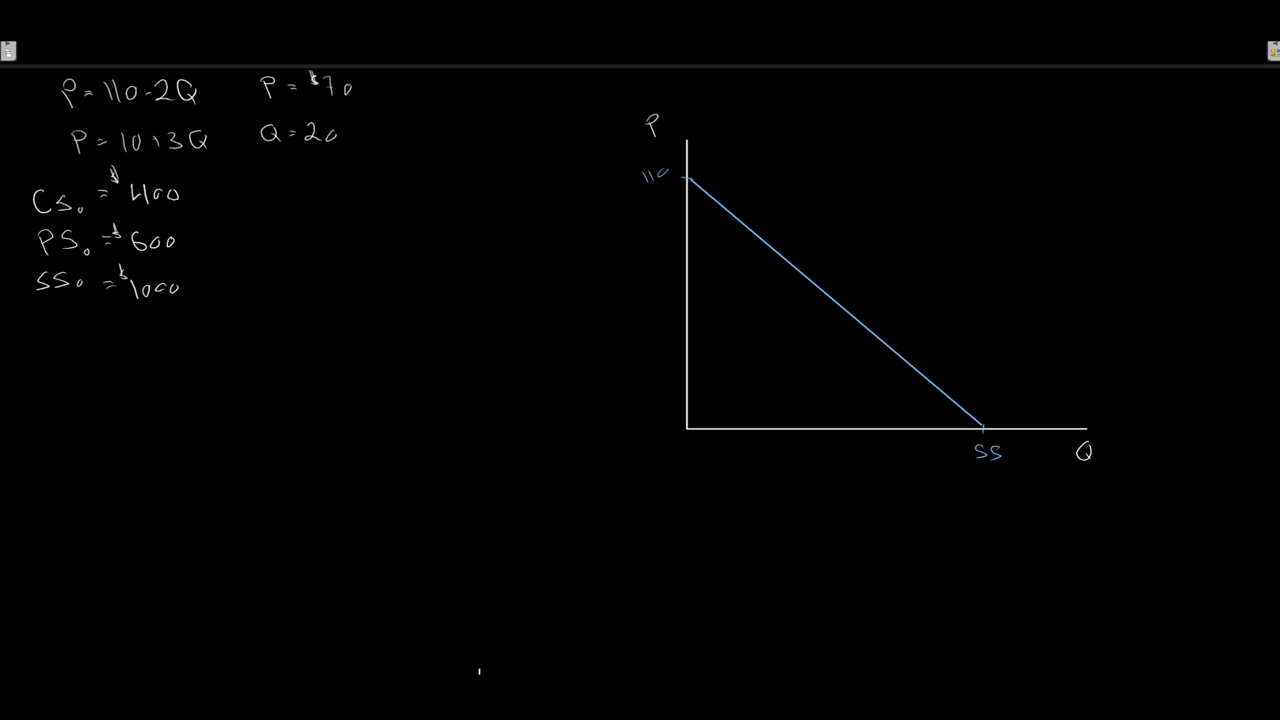 P = 110 - 2Q
P = $70
P = 10 + 3Q
Q = 20
CS₀ = $400
PS₀ = $600
SS₀ = $1000
P
110
55
Q